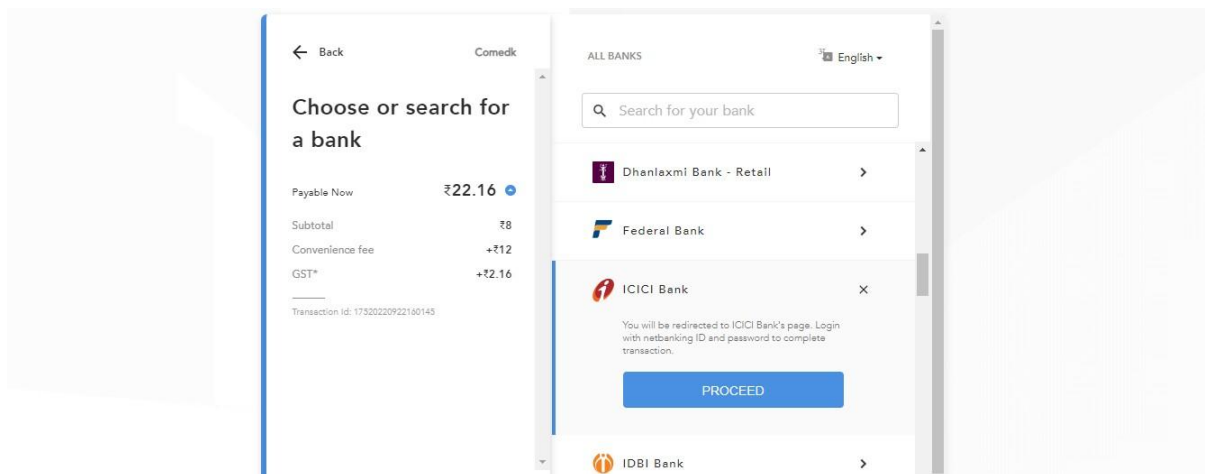 Back
Comedk
Choose or search for
a bank
Payable Now ₹22.16
Subtotal ₹8
Convenience fee +₹12
GST* +₹2.16
Transaction Id: 17520220922160145
ALL BANKS
English
Search for your bank
Dhanlaxmi Bank - Retail
Federal Bank
ICICI Bank
You will be redirected to ICICI Bank's page. Login
with netbanking ID and password to complete
transaction.
PROCEED
IDBI Bank